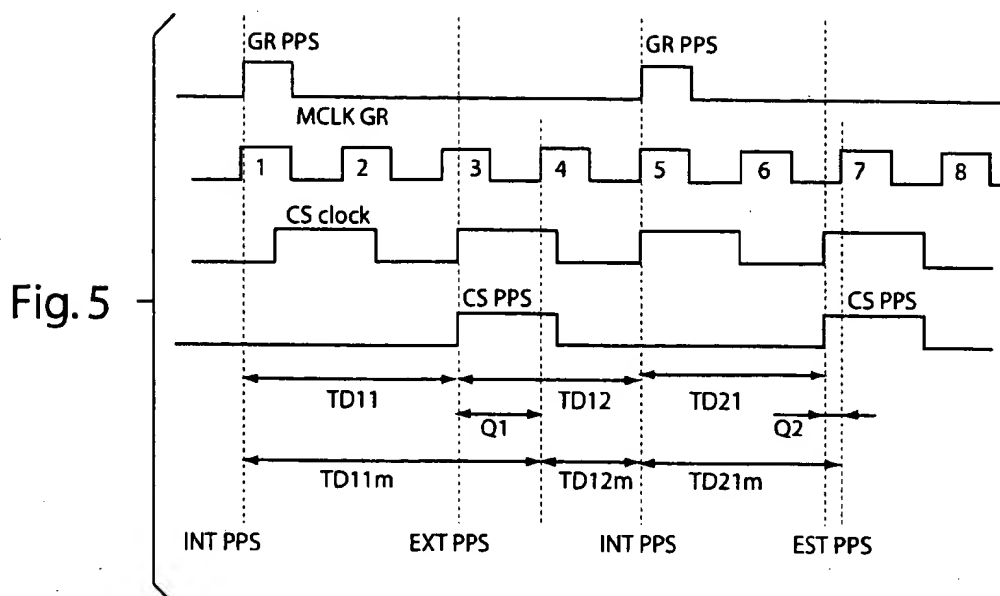 GR PPS
GR PPS
MCLK GR
1 2 3 4 5 6 7 8
CS clock
Fig. 5
CS PPS
CS PPS
TD11
TD12
TD21
Q1
Q2
TD11m
TD12m
TD21m
INT PPS
EXT PPS
INT PPS
EST PPS